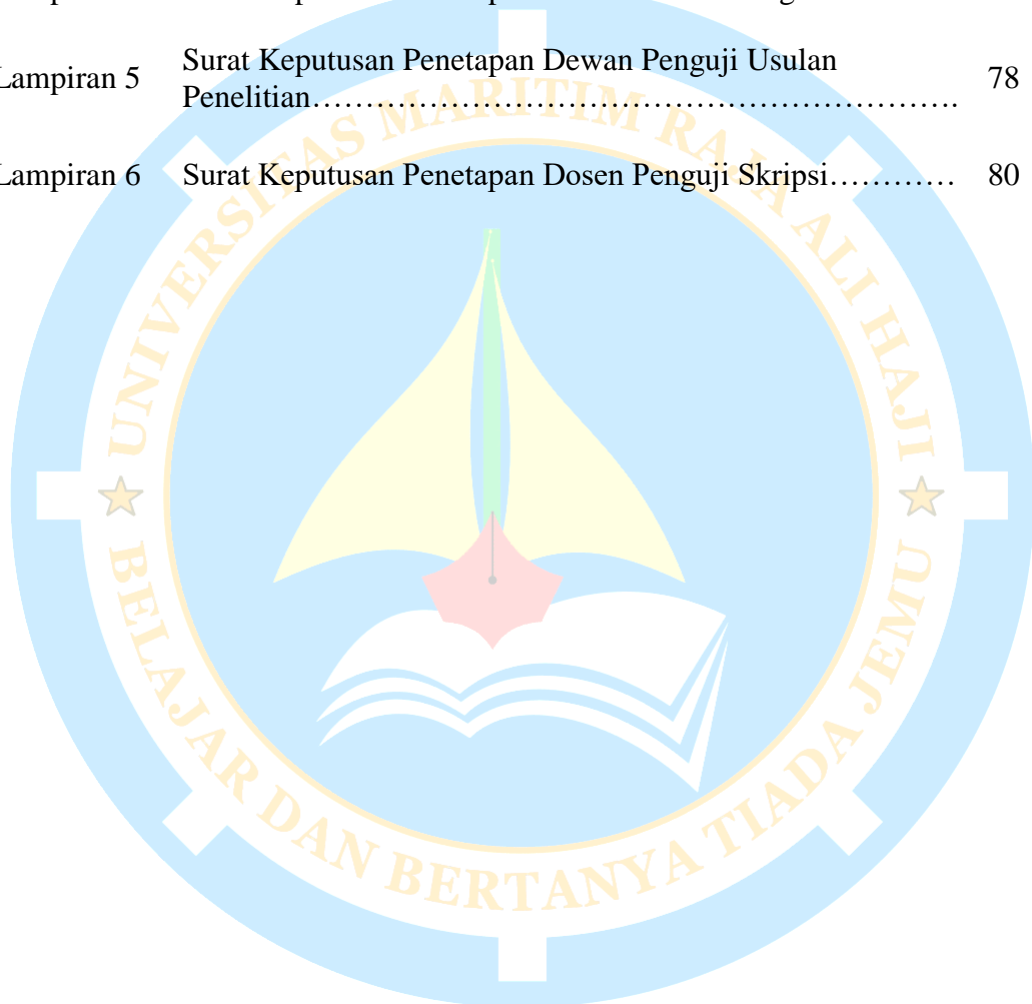 Lampiran 5 Surat Keputusan Penetapan Dewan Penguji Usulan
Penelitian………………………………………………………. 78
Lampiran 6 Surat Keputusan Penetapan Dosen Penguji Skripsi………… 80
UNIVERSITAS MARITIM RAJA ALI HAJI
BELAJAR DAN BERTANYA TIADA JEMU